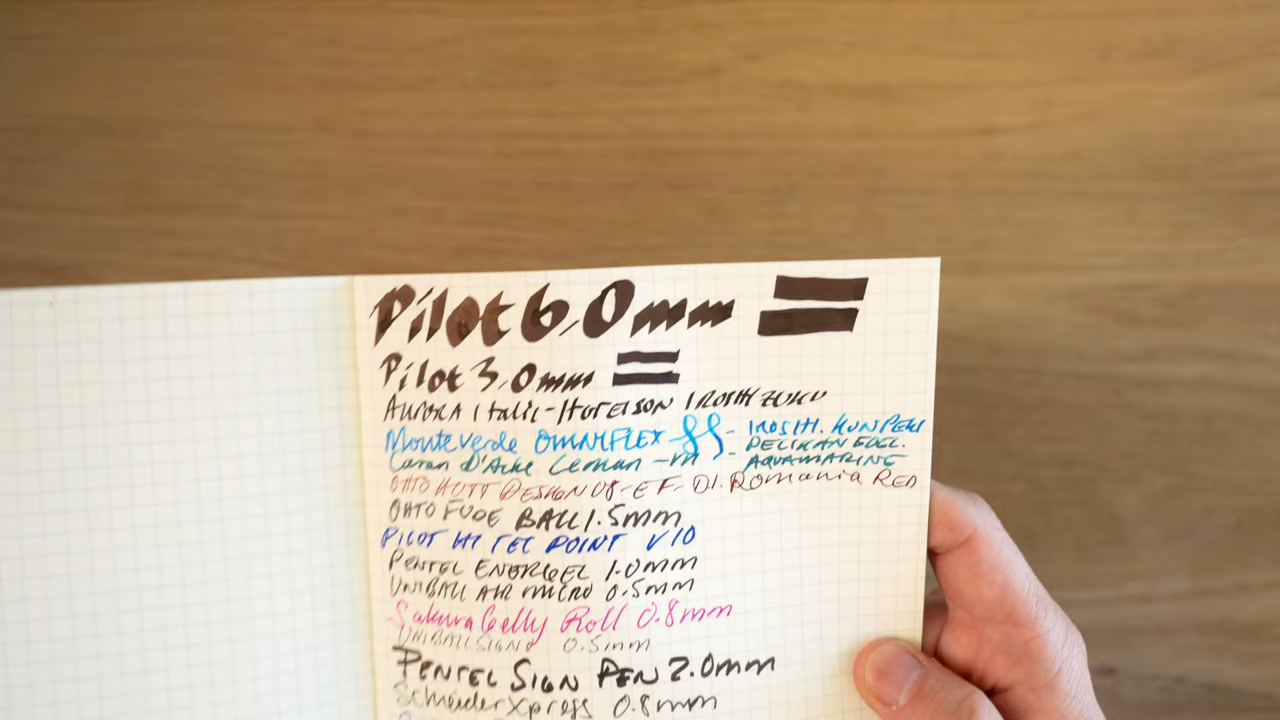 Pilot 6.0mm
Pilot 3.0mm
AURORA Italic - HUTCHISON IROSHIZUKU
Monteverde OMNIFLEX - IROSHI. KONPEKI
Caran D'Ache Leman - M - PELIKAN EDEL. AQUAMARINE
OTTO HUTT DESIGN 08 - EF - DI. Romania RED
OHTO FUDE BALL 1.5mm
PILOT HI TEC POINT V10
PENTEL ENERGEL 1.0mm
UNIBALL AIR MICRO 0.5mm
Sakura Gelly Roll 0.8mm
UNIBALL SIGNO 0.5mm
PENTEL SIGN PEN 2.0mm
Schneider Xpress 0.8mm